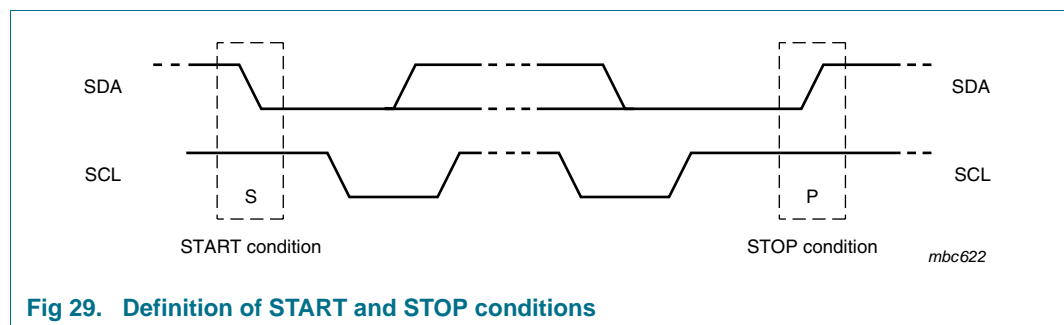 SDA
SDA
SCL
SCL
S
P
START condition
STOP condition
mbc622
Fig 29. Definition of START and STOP conditions